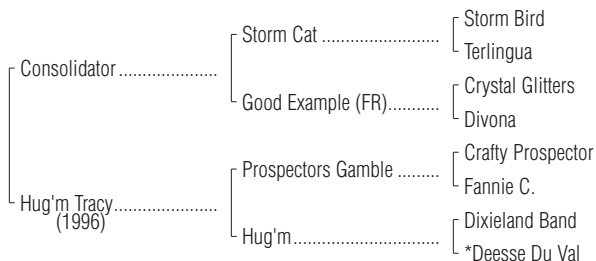 Storm Bird
Storm Cat ........................
Terlingua
Consolidator ....................
Crystal Glitters
Good Example (FR)...........
Divona
Crafty Prospector
Prospectors Gamble .........
Fannie C.
Hug'm Tracy.....................
(1996)
Dixieland Band
Hug'm..............................
*Deesse Du Val